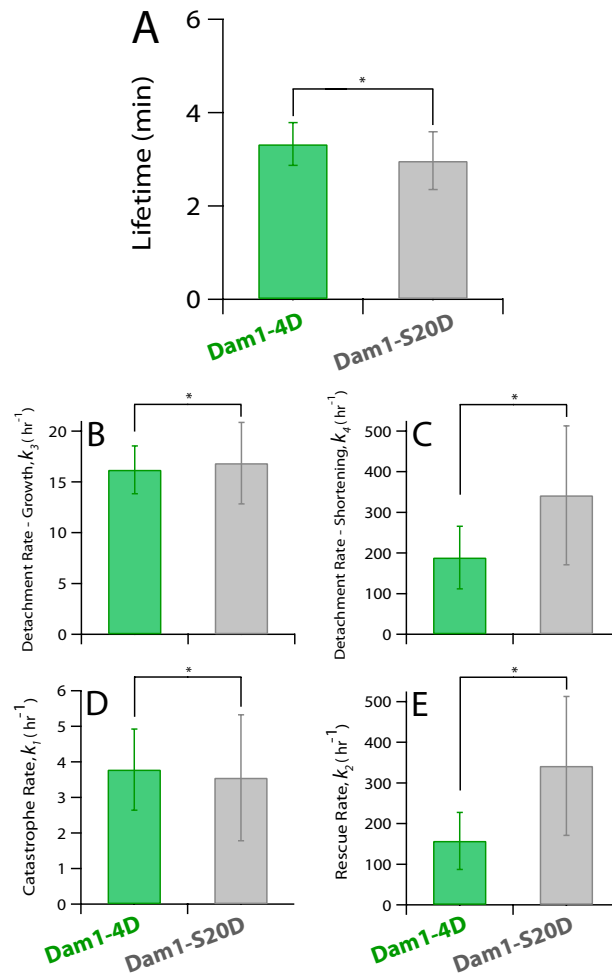 A
Lifetime (min)
6
4
2
0
*
Dam1-4D
Dam1-S20D
B
Detachment Rate - Growth, k3 (hr-1)
20
15
10
5
0
*
C
Detachment Rate - Shortening, k4 (hr-1)
500
400
300
200
100
0
*
D
Catastrophe Rate, k1 (hr-1)
6
5
4
3
2
1
0
*
Dam1-4D
Dam1-S20D
E
Rescue Rate, k2 (hr-1)
500
400
300
200
100
0
*
Dam1-4D
Dam1-S20D